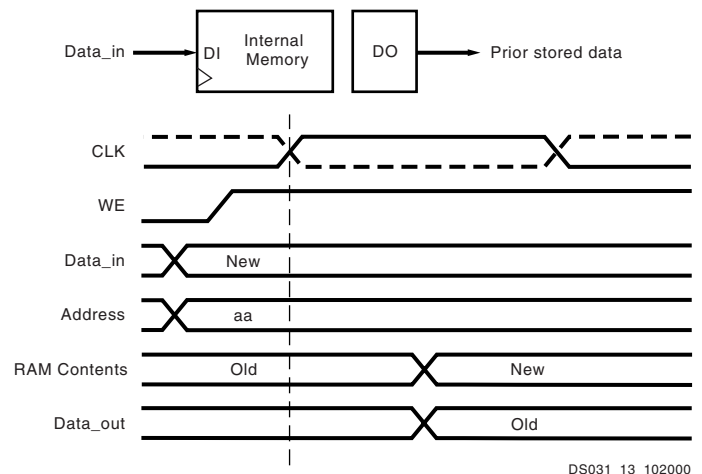 Data_in DI Internal Memory DO Prior stored data
CLK
WE
Data_in New
Address aa
RAM Contents Old New
Data_out Old
DS031_13_102000